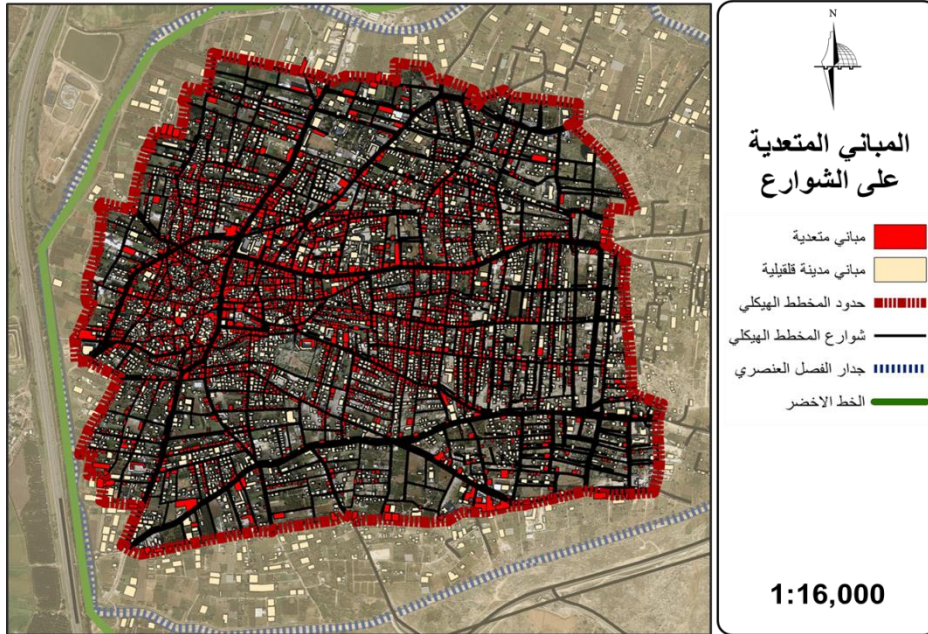 N
المباني المتعدية
على الشوارع
مباني متعدية
مباني مدينة قلقيلية
حدود المخطط الهيكلي
شوارع المخطط الهيكلي
جدار الفصل العنصري
الخط الاخضر
1:16,000